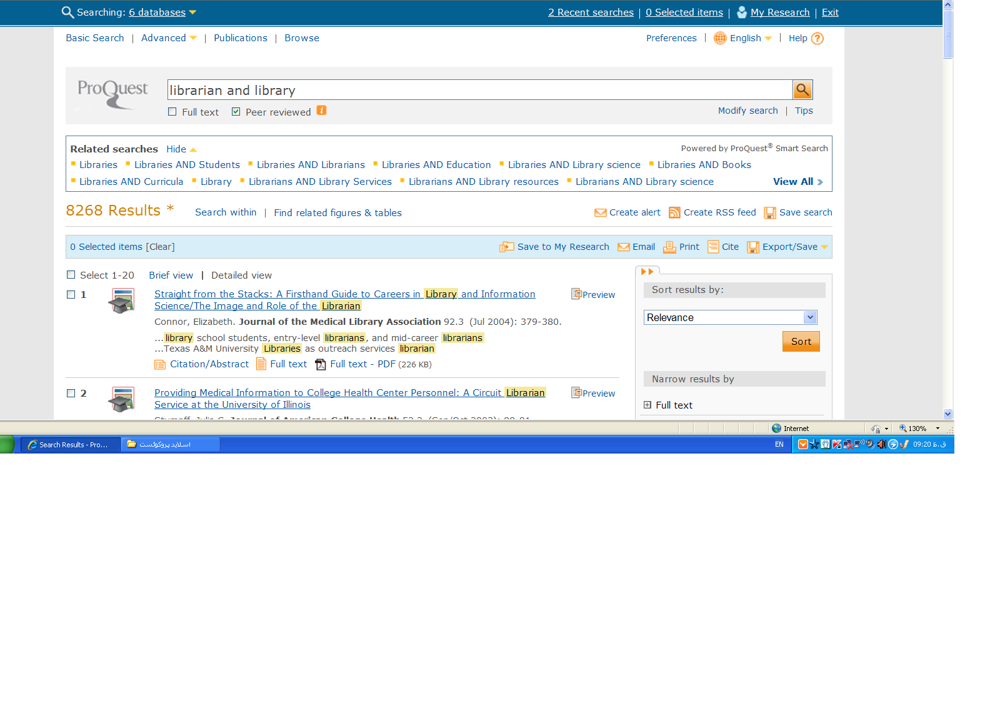 Searching: 6 databases 2 Recent searches | 0 Selected items | My Research | Exit
Basic Search | Advanced | Publications | Browse Preferences | English | Help ?
ProQuest librarian and library
Full text Peer reviewed i Modify search | Tips
Related searches Hide Powered by ProQuest® Smart Search
Libraries Libraries AND Students Libraries AND Librarians Libraries AND Education Libraries AND Library science Libraries AND Books
Libraries AND Curricula Library Librarians AND Library Services Librarians AND Library resources Librarians AND Library science View All »
8268 Results * Search within | Find related figures & tables Create alert Create RSS feed Save search
0 Selected items [Clear] Save to My Research Email Print Cite Export/Save
Select 1-20 Brief view | Detailed view
1 Straight from the Stacks: A Firsthand Guide to Careers in Library and Information Preview
Science/The Image and Role of the Librarian
Connor, Elizabeth. Journal of the Medical Library Association 92.3 (Jul 2004): 379-380.
...library school students, entry-level librarians, and mid-career librarians
...Texas A&M University Libraries as outreach services librarian
Citation/Abstract Full text Full text - PDF (226 KB)
2 Providing Medical Information to College Health Center Personnel: A Circuit Librarian Preview
Service at the University of Illinois
Sort results by:
Relevance
Sort
Narrow results by
Full text
Internet 130%
Search Results - Pro... اسلاید پروکوئست EN 09:20 ق.ظ